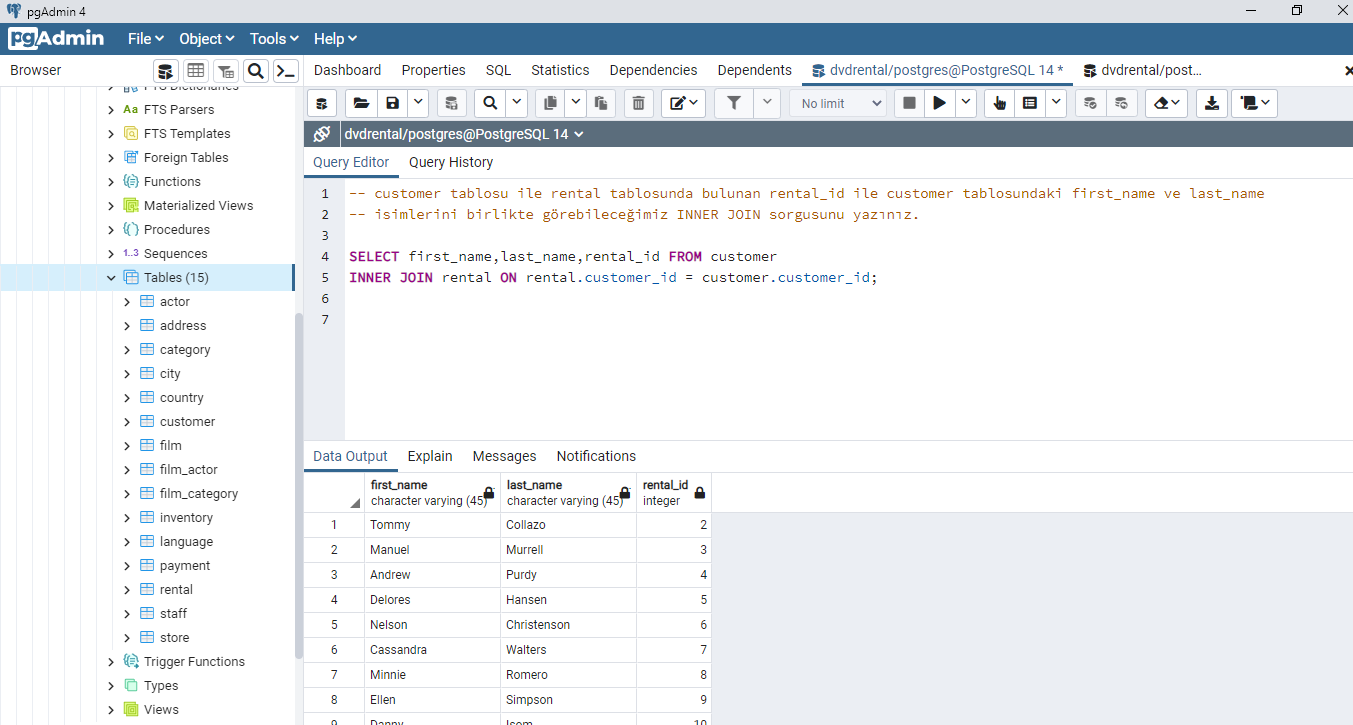 pgAdmin 4
pgAdmin File Object Tools Help
Browser
Dashboard Properties SQL Statistics Dependencies Dependents dvdrental/postgres@PostgreSQL 14 * dvdrental/post...
No limit
dvdrental/postgres@PostgreSQL 14
Query Editor Query History
FTS Dictionaries
FTS Parsers
FTS Templates
Foreign Tables
Functions
Materialized Views
Procedures
1..3 Sequences
Tables (15)
actor
address
category
city
country
customer
film
film_actor
film_category
inventory
language
payment
rental
staff
store
Trigger Functions
Types
Views
1 -- customer tablosu ile rental tablosunda bulunan rental_id ile customer tablosundaki first_name ve last_name
2 -- isimlerini birlikte görebileceğimiz INNER JOIN sorgusunu yazınız.
3
4 SELECT first_name,last_name,rental_id FROM customer
5 INNER JOIN rental ON rental.customer_id = customer.customer_id;
6
7
Data Output Explain Messages Notifications
first_name character varying (45) last_name character varying (45) rental_id integer
1 Tommy Collazo 2
2 Manuel Murrell 3
3 Andrew Purdy 4
4 Delores Hansen 5
5 Nelson Christenson 6
6 Cassandra Walters 7
7 Minnie Romero 8
8 Ellen Simpson 9
9 Danny Isom 10